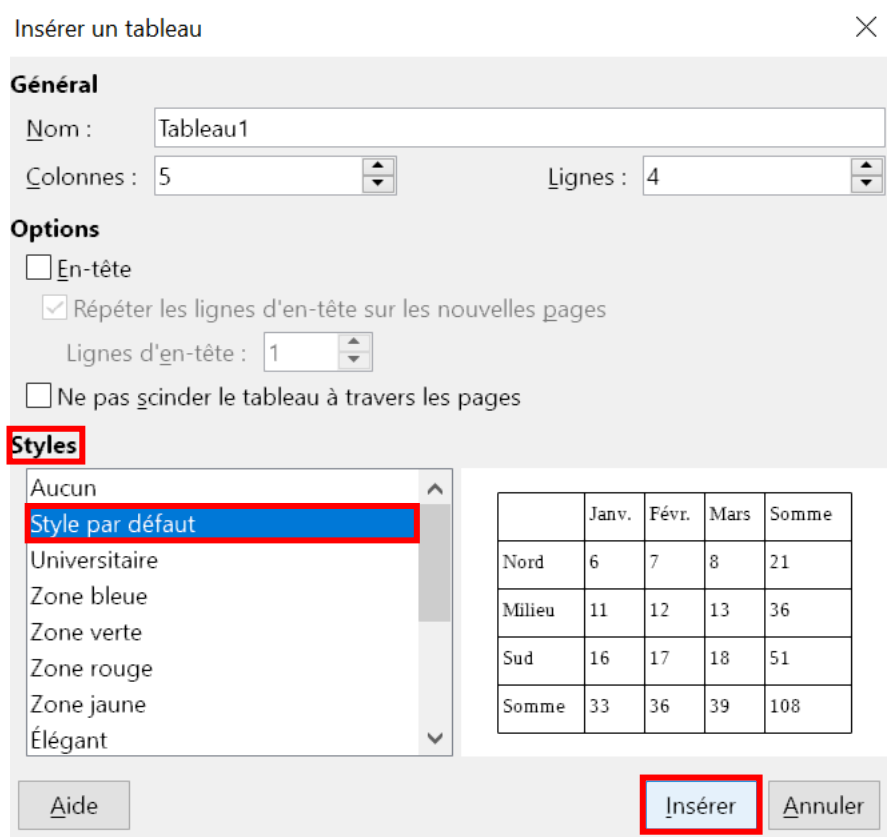 Insérer un tableau
Général
Nom : Tableau1
Colonnes : 5 Lignes : 4
Options
En-tête
Répéter les lignes d'en-tête sur les nouvelles pages
Lignes d'en-tête : 1
Ne pas scinder le tableau à travers les pages
Styles
Aucun
Style par défaut
Universitaire
Zone bleue
Zone verte
Zone rouge
Zone jaune
Élégant
Janv. Févr. Mars Somme
Nord 6 7 8 21
Milieu 11 12 13 36
Sud 16 17 18 51
Somme 33 36 39 108
Aide Insérer Annuler